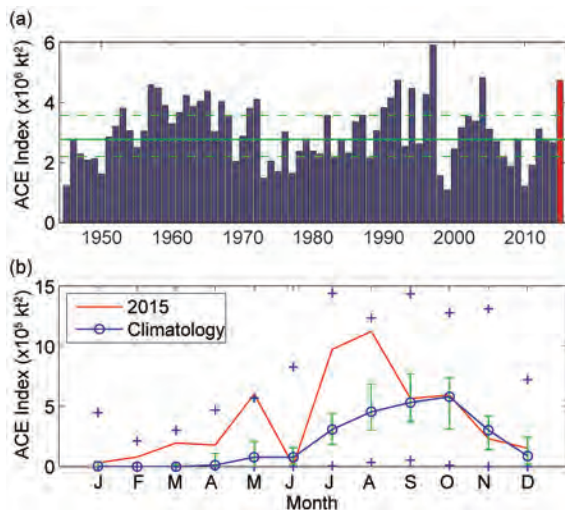 (a)
ACE Index (x10⁶ kt²)
6
4
2
0
1950 1960 1970 1980 1990 2000 2010
(b)
ACE Index (x10⁵ kt²)
15
10
5
0
2015
Climatology
J F M A M J J A S O N D
Month